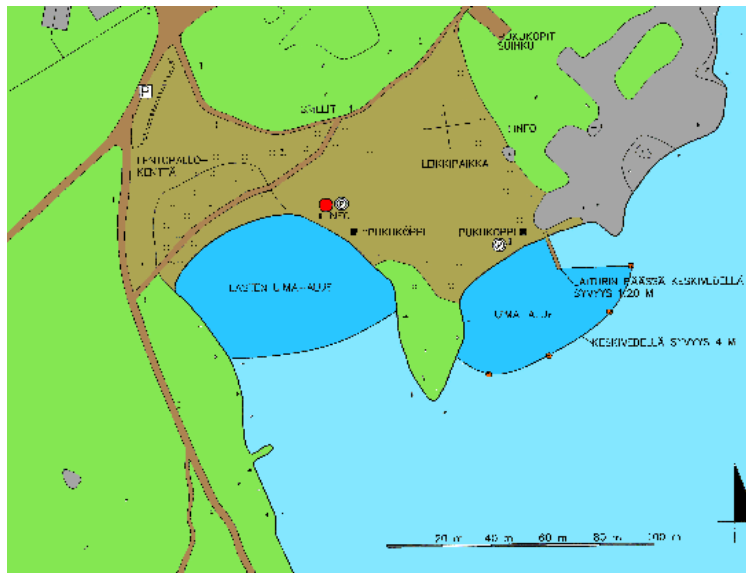 PUKUKOPIT
SUIHKU
P
GRILLIT
INFO
LENTOPALLO-
KENTTÄ
LEIKKIPAIKKA
INFO
PUKUKOPPI
PUKUKOPPI
LASTEN UIMA-ALUE
LAITURIN PÄÄSSÄ KESKIVEDELLÄ
SYVYYS 1.20 M
UIMA-ALUE
KESKIVEDELLÄ SYVYYS 4 M
20 m 40 m 60 m 80 m 100 m